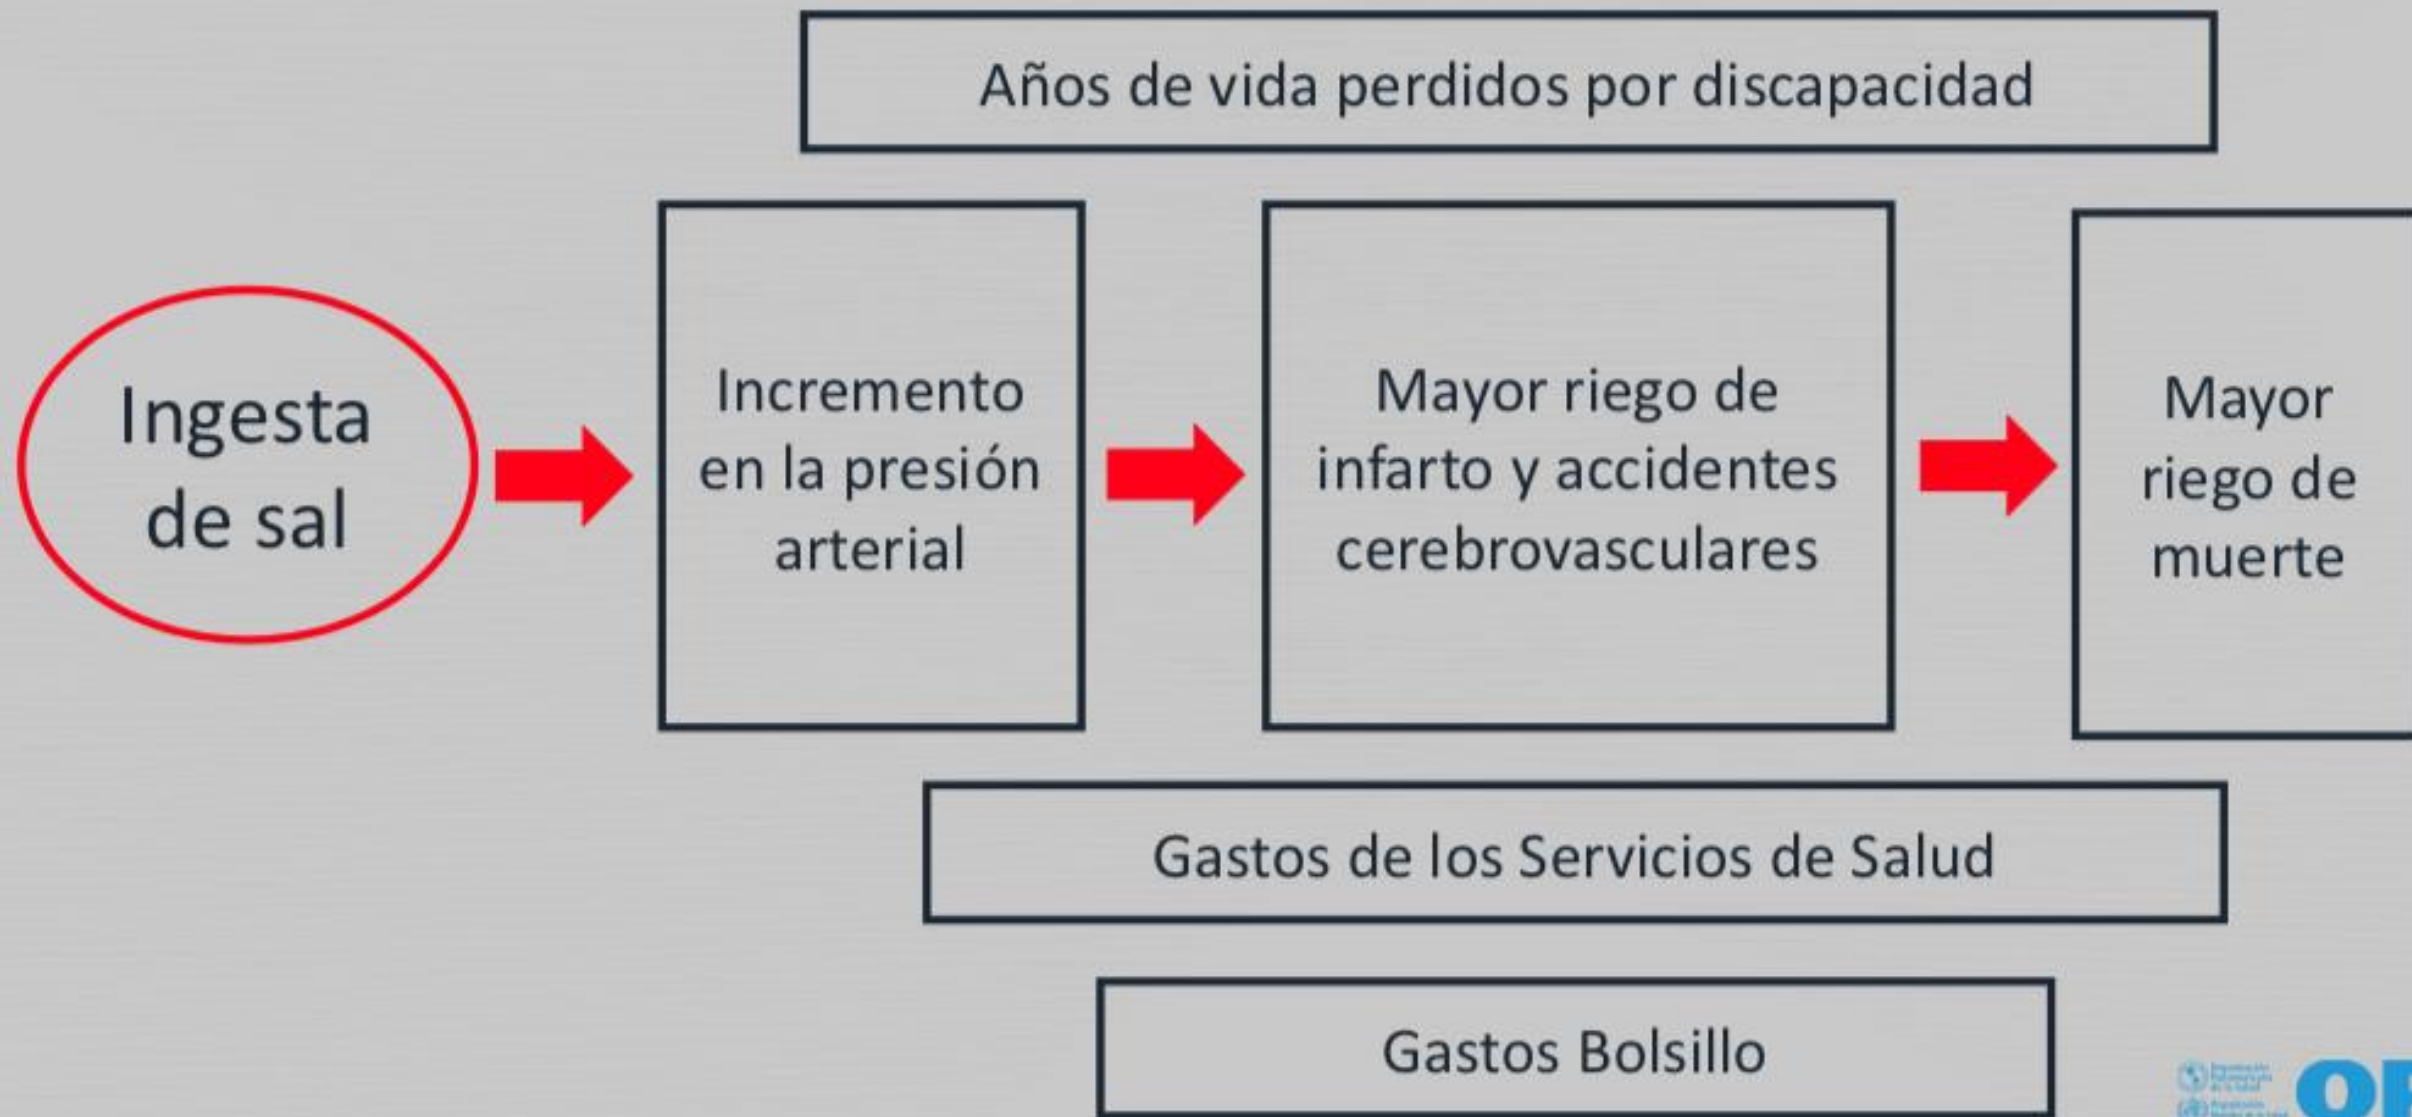 Años de vida perdidos por discapacidad
Ingesta
de sal
Incremento
en la presión
arterial
Mayor riego de
infarto y accidentes
cerebrovasculares
Mayor
riego de
muerte
Gastos de los Servicios de Salud
Gastos Bolsillo